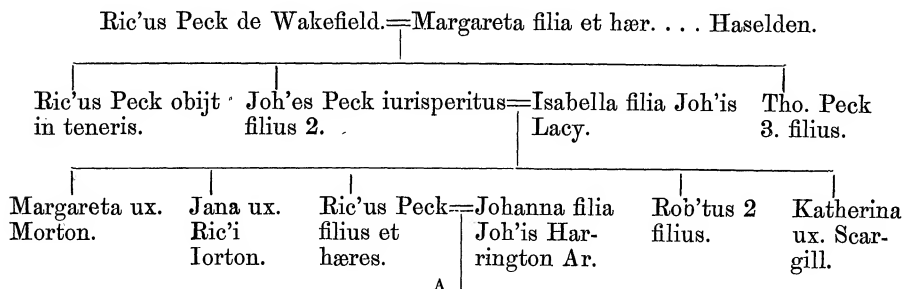 Ric'us Peck de Wakefield.=Margareta filia et hær. . . . Haselden.
Ric'us Peck obijt
in teneris.
Joh'es Peck iurisperitus=Isabella filia Joh'is
filius 2.
Lacy.
Tho. Peck
3. filius.
Margareta ux.
Morton.
Jana ux.
Ric'i
Iorton.
Ric'us Peck=Johanna filia
filius et
hæres.
Joh'is Har-
rington Ar.
Rob'tus 2
filius.
Katherina
ux. Scar-
gill.
A